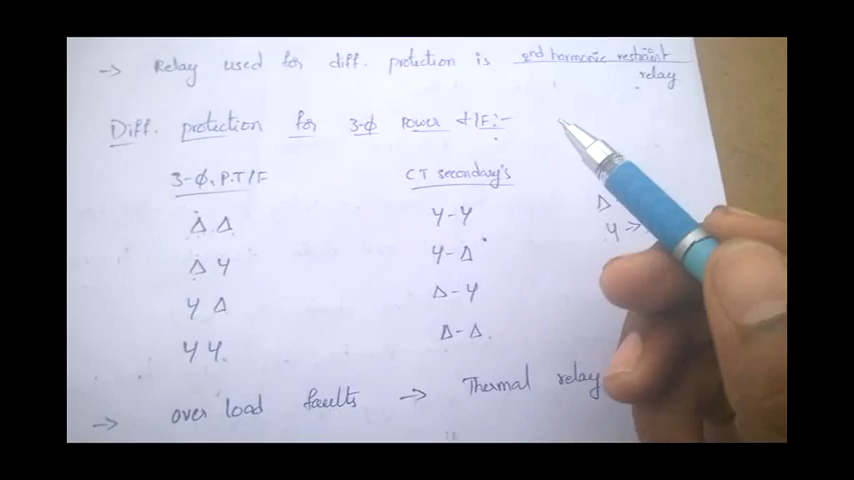 → Relay used for diff. protection is 2nd harmonic restraint
relay
Diff. protection for 3-ϕ Power t/F:-
3-ϕ, P.T/F CT secondary's
Δ Δ Y-Y Δ
Δ Y Y-Δ Y →
Y Δ Δ-Y
Y Y Δ-Δ
→ over load faults → Thermal relay